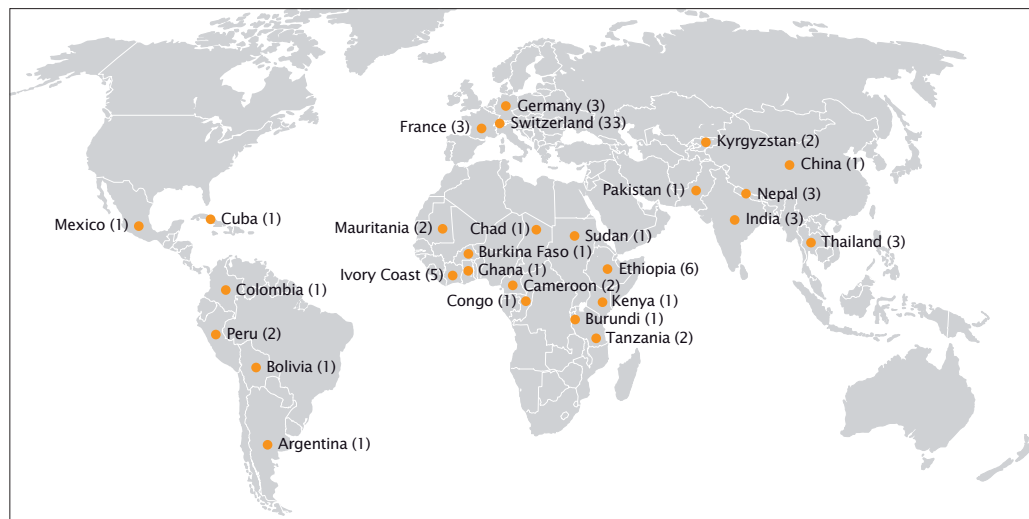 Germany (3)
Switzerland (33)
France (3)
Kyrgyzstan (2)
China (1)
Pakistan (1)
Nepal (3)
Mexico (1)
Cuba (1)
Mauritania (2)
Chad (1)
Sudan (1)
India (3)
Thailand (3)
Burkina Faso (1)
Ivory Coast (5)
Ghana (1)
Ethiopia (6)
Cameroon (2)
Colombia (1)
Congo (1)
Kenya (1)
Burundi (1)
Peru (2)
Tanzania (2)
Bolivia (1)
Argentina (1)